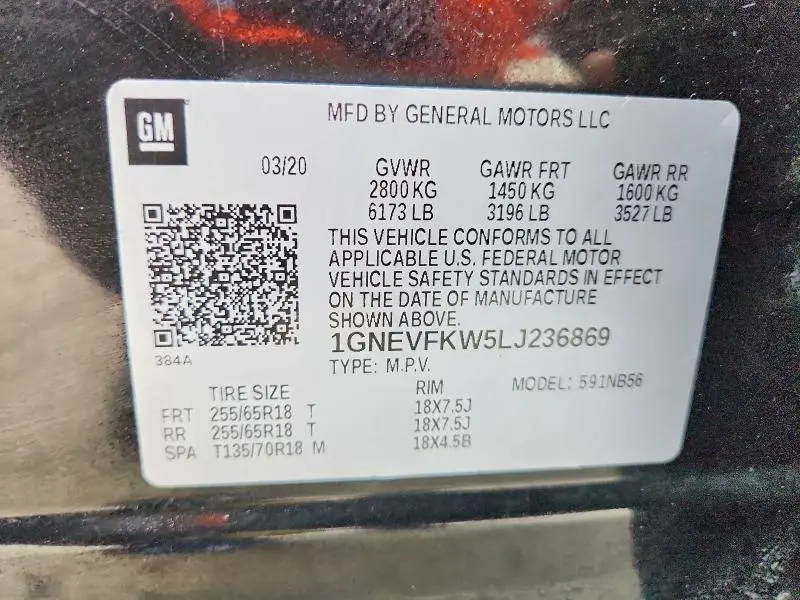 GM
MFD BY GENERAL MOTORS LLC
03/20 GVWR GAWR FRT GAWR RR
2800 KG 1450 KG 1600 KG
6173 LB 3196 LB 3527 LB
THIS VEHICLE CONFORMS TO ALL
APPLICABLE U.S. FEDERAL MOTOR
VEHICLE SAFETY STANDARDS IN EFFECT
ON THE DATE OF MANUFACTURE
SHOWN ABOVE.
1GNEVFKW5LJ236869
384A
TYPE: M.P.V.
TIRE SIZE RIM MODEL: 591NB56
FRT 255/65R18 T 18X7.5J
RR 255/65R18 T 18X7.5J
SPA T135/70R18 M 18X4.5B